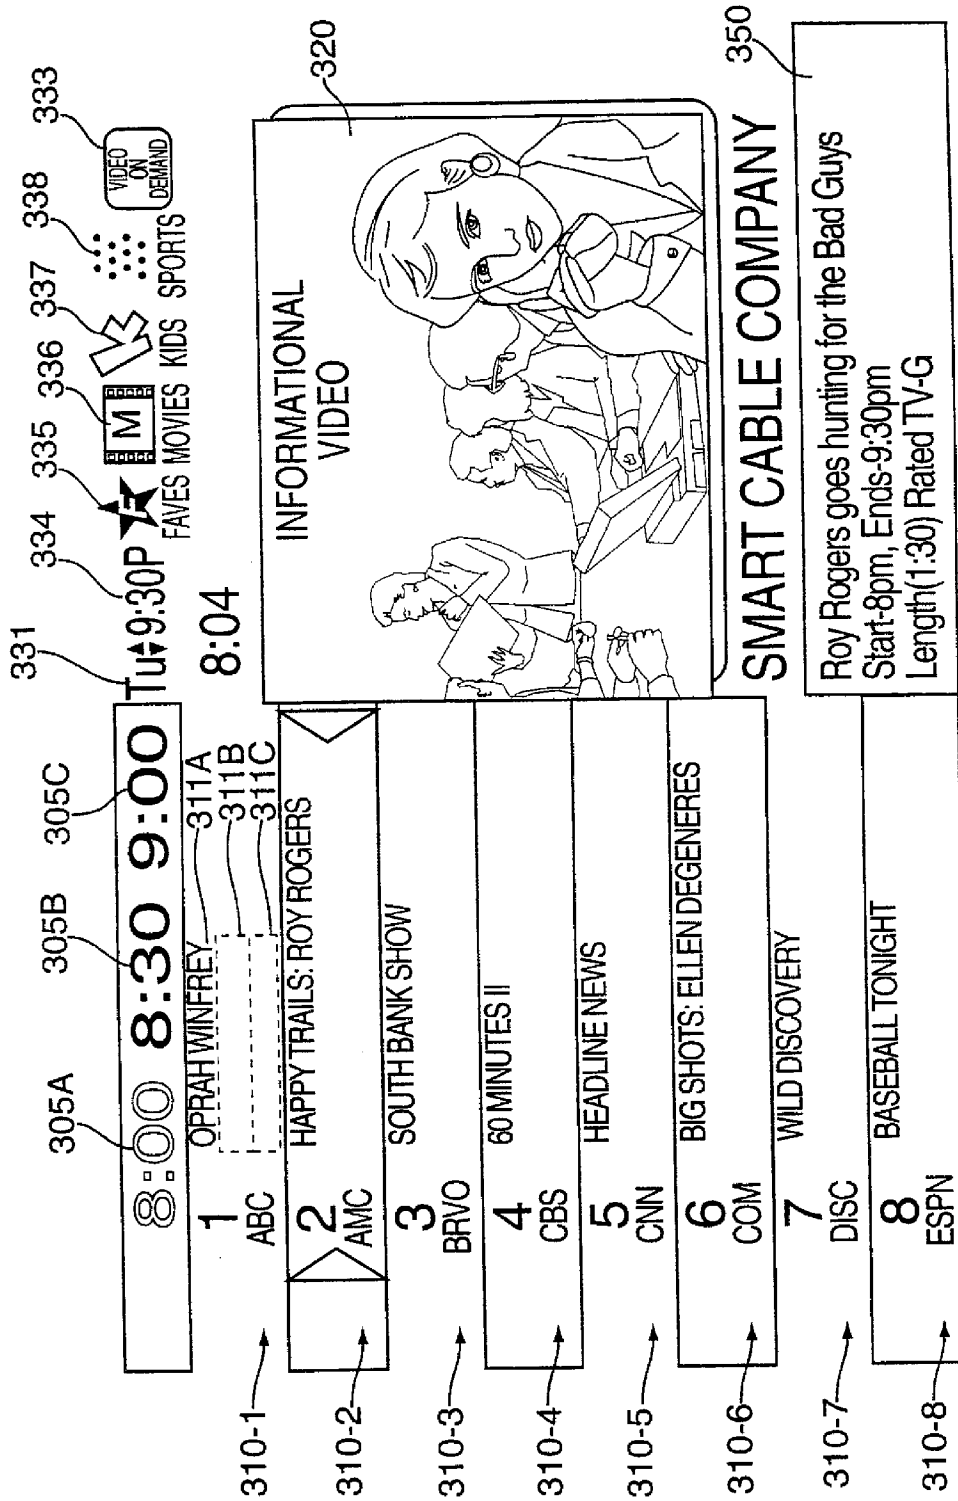 331 334 335 336 337 338 333
305A 305B 305C
8:00 8:30 9:00
Tu 9:30P
F
FAVES
M
MOVIES
KIDS
SPORTS
VIDEO
ON
DEMAND
8:04
310-1
1
ABC
OPRAH WINFREY
311A
311B
311C
310-2
2
AMC
HAPPY TRAILS: ROY ROGERS
310-3
3
BRVO
SOUTH BANK SHOW
310-4
4
CBS
60 MINUTES II
310-5
5
CNN
HEADLINE NEWS
310-6
6
COM
BIG SHOTS: ELLEN DEGENERES
310-7
7
DISC
WILD DISCOVERY
310-8
8
ESPN
BASEBALL TONIGHT
320
INFORMATIONAL
VIDEO
SMART CABLE COMPANY
350
Roy Rogers goes hunting for the Bad Guys
Start-8pm, Ends-9:30pm
Length(1:30) Rated TV-G